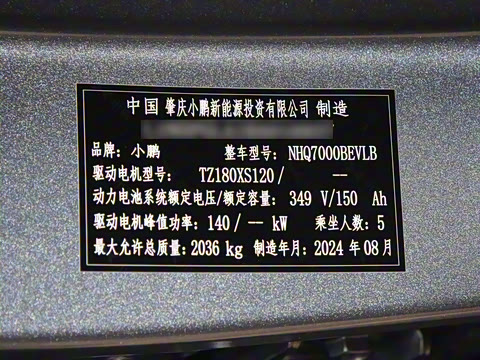 中国 肇庆小鹏新能源投资有限公司 制造
品牌：小鹏 整车型号：NHQ7000BEVLB
驱动电机型号： TZ180XS120 / --
动力电池系统额定电压/额定容量： 349 V/150 Ah
驱动电机峰值功率：140 / -- kW 乘坐人数：5
最大允许总质量：2036 kg 制造年月：2024 年 08 月